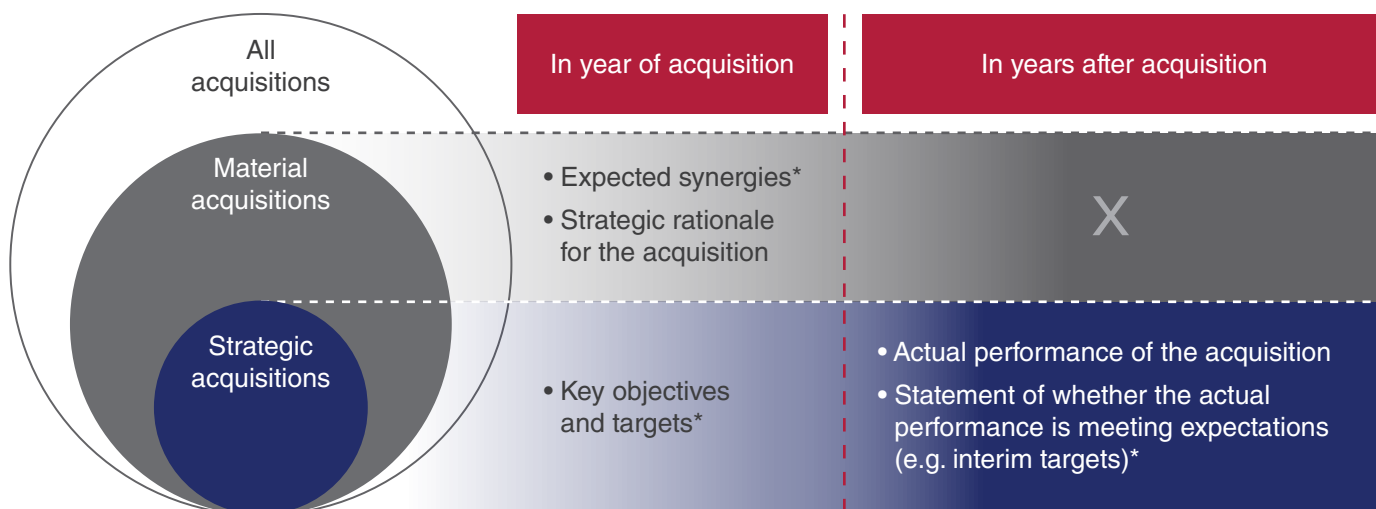 All
acquisitions
Material
acquisitions
Strategic
acquisitions
In year of acquisition
In years after acquisition
• Expected synergies*
• Strategic rationale
for the acquisition
X
• Key objectives
and targets*
• Actual performance of the acquisition
• Statement of whether the actual
performance is meeting expectations
(e.g. interim targets)*